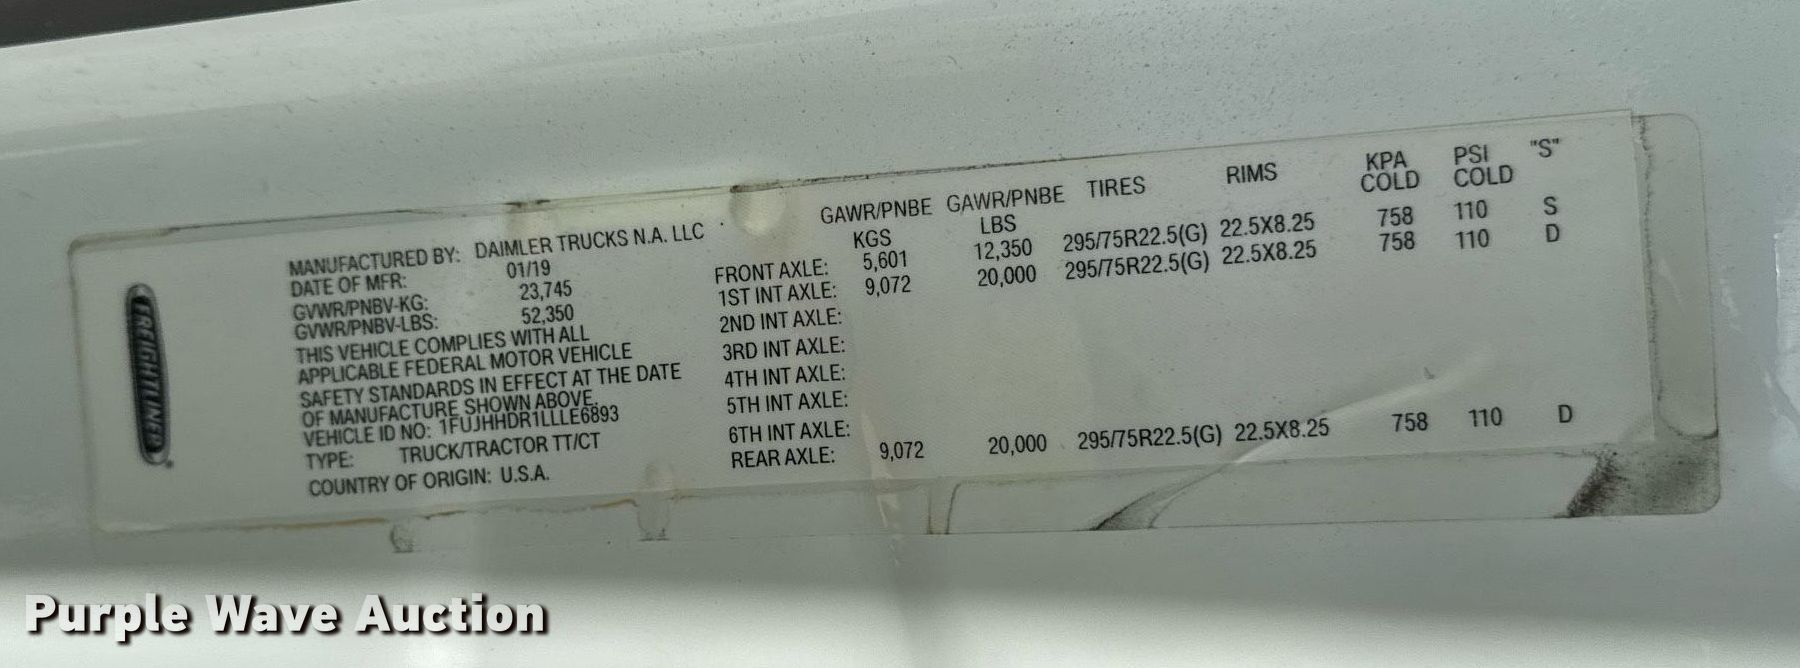 FREIGHTLINER
MANUFACTURED BY: DAIMLER TRUCKS N.A. LLC
DATE OF MFR: 01/19
GVWR/PNBV-KG: 23,745
GVWR/PNBV-LBS: 52,350
THIS VEHICLE COMPLIES WITH ALL
APPLICABLE FEDERAL MOTOR VEHICLE
SAFETY STANDARDS IN EFFECT AT THE DATE
OF MANUFACTURE SHOWN ABOVE.
VEHICLE ID NO: 1FUJHHDR1LLLE6893
TYPE: TRUCK/TRACTOR TT/CT
COUNTRY OF ORIGIN: U.S.A.
GAWR/PNBE KGS GAWR/PNBE LBS TIRES RIMS KPA COLD PSI COLD "S"
FRONT AXLE: 5,601 12,350 295/75R22.5(G) 22.5X8.25 758 110 S
1ST INT AXLE: 9,072 20,000 295/75R22.5(G) 22.5X8.25 758 110 D
2ND INT AXLE:
3RD INT AXLE:
4TH INT AXLE:
5TH INT AXLE:
6TH INT AXLE:
REAR AXLE: 9,072 20,000 295/75R22.5(G) 22.5X8.25 758 110 D
Purple Wave Auction